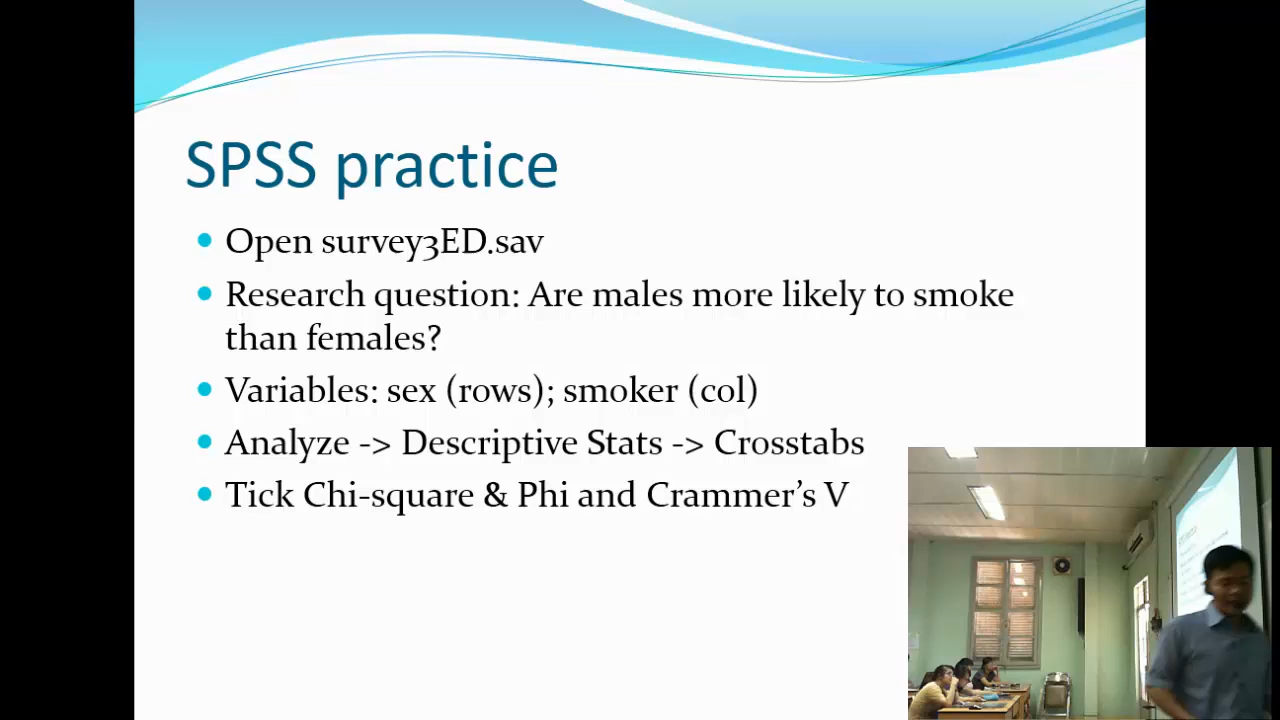 SPSS practice
Open survey3ED.sav
Research question: Are males more likely to smoke
than females?
Variables: sex (rows); smoker (col)
Analyze -> Descriptive Stats -> Crosstabs
Tick Chi-square & Phi and Crammer's V